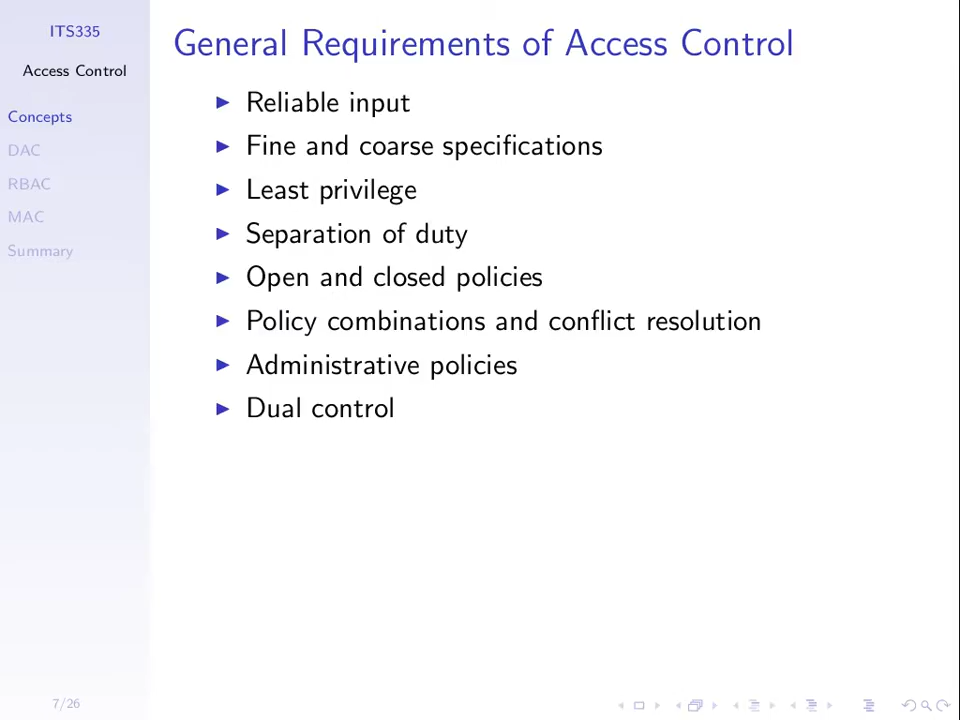 ITS335
Access Control
Concepts
DAC
RBAC
MAC
Summary
General Requirements of Access Control
Reliable input
Fine and coarse specifications
Least privilege
Separation of duty
Open and closed policies
Policy combinations and conflict resolution
Administrative policies
Dual control
7/26